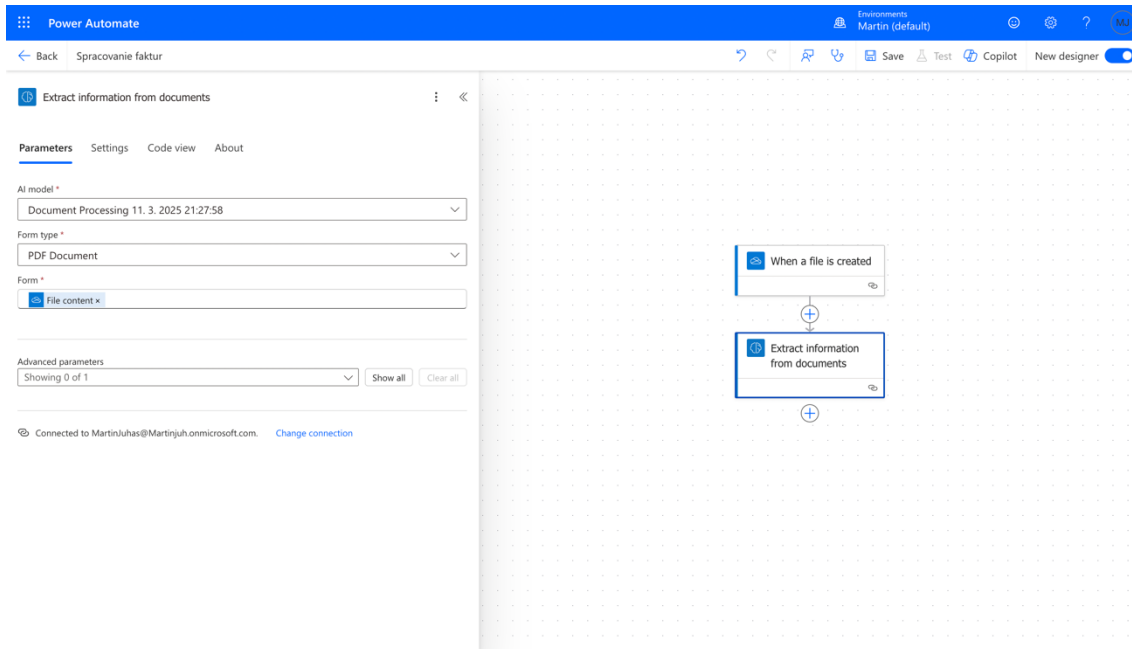 Power Automate
Environments
Martin (default)
MJ
Back
Spracovanie faktur
Save
Test
Copilot
New designer
Extract information from documents
Parameters
Settings
Code view
About
AI model *
Document Processing 11. 3. 2025 21:27:58
Form type *
PDF Document
Form *
File content ×
Advanced parameters
Showing 0 of 1
Show all
Clear all
Connected to MartinJuhas@Martinjuh.onmicrosoft.com.
Change connection
When a file is created
Extract information
from documents